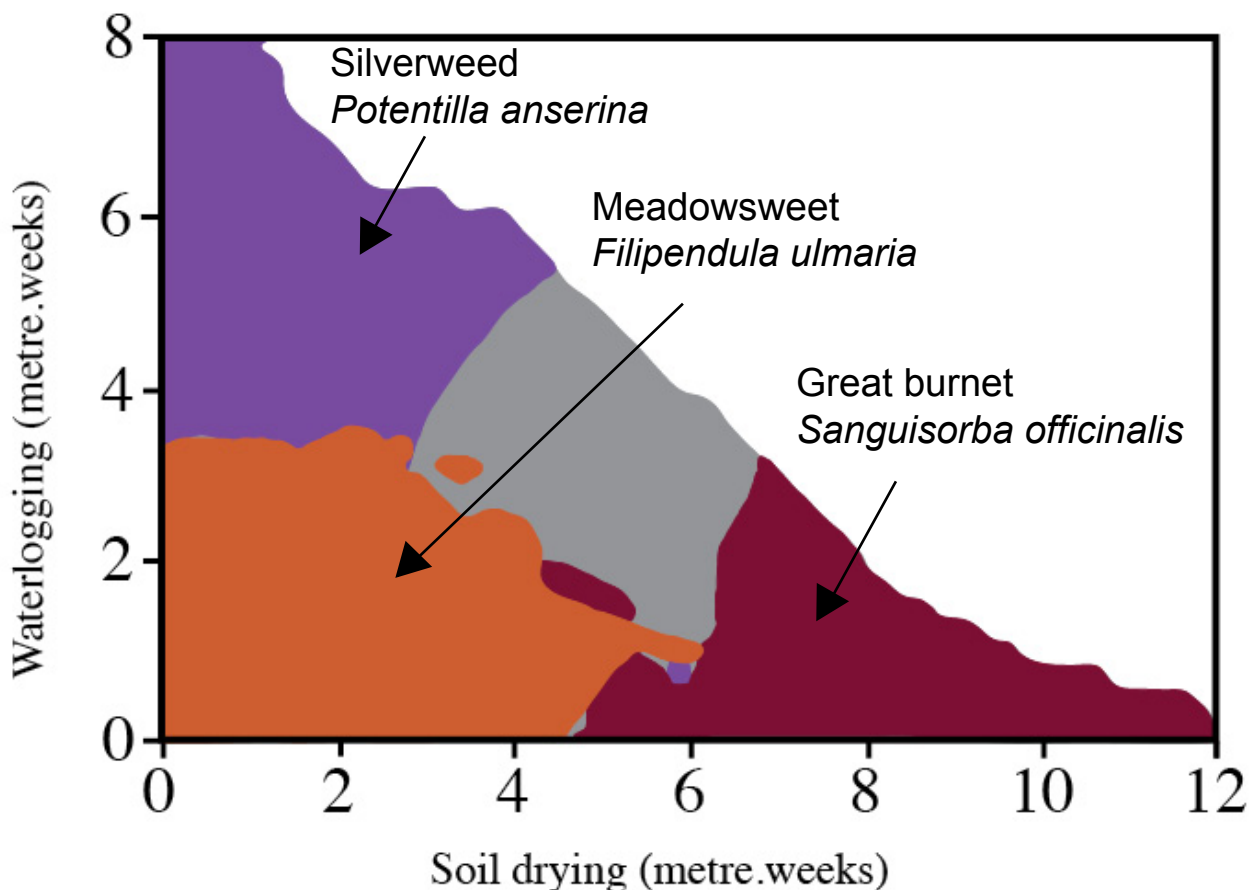 8
Silverweed
Potentilla anserina
6
Meadowsweet
Filipendula ulmaria
4
Great burnet
Sanguisorba officinalis
2
0
Waterlogging (metre.weeks)
0 2 4 6 8 10 12
Soil drying (metre.weeks)